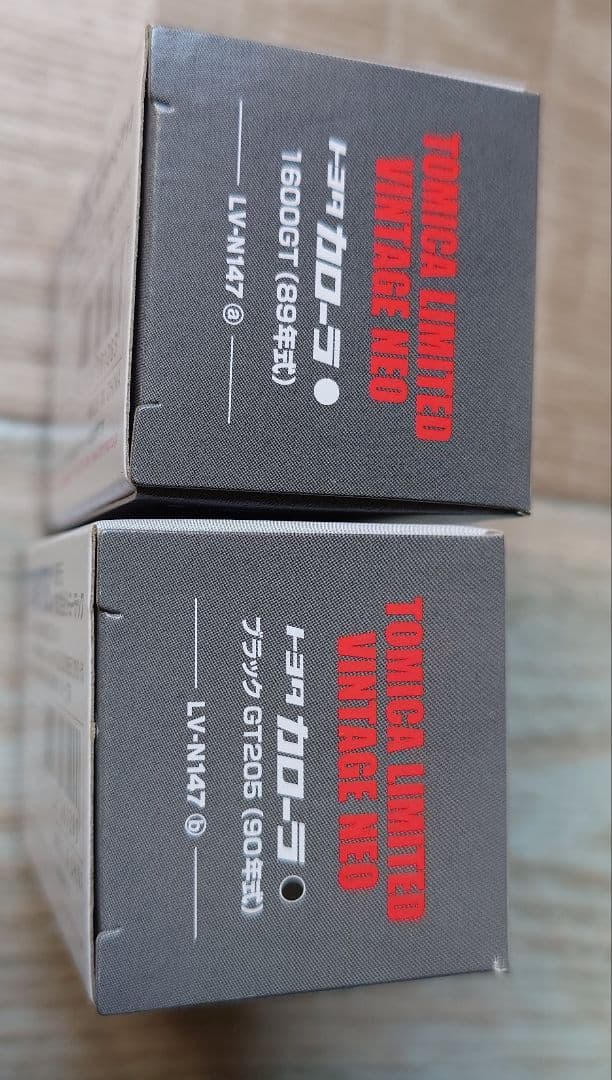 TOMICA LIMITED
VINTAGE NEO
トヨタ カローラ
1600GT (89年式)
LV-N147 ⓐ
TOMICA LIMITED
VINTAGE NEO
トヨタ カローラ
ブラック GT205 (90年式)
LV-N147 ⓑ